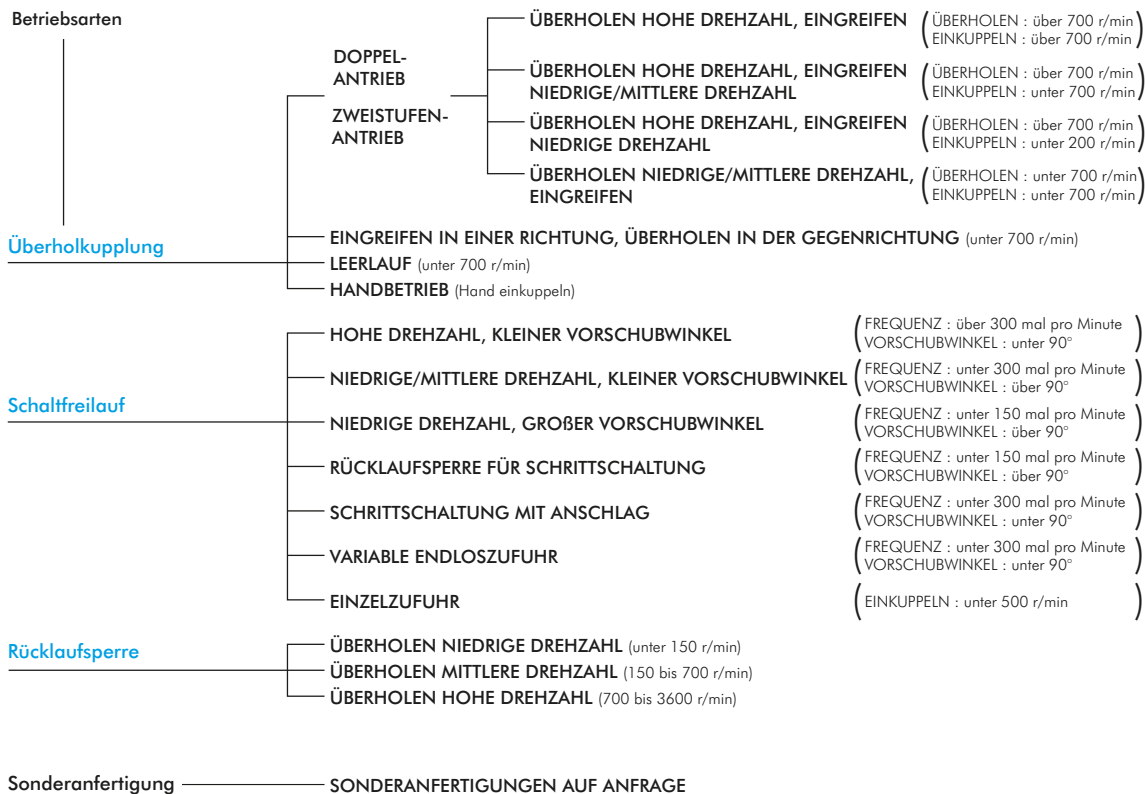 Betriebsarten
DOPPEL-
ANTRIEB
ZWEISTUFEN-
ANTRIEB
ÜBERHOLEN HOHE DREHZAHL, EINGREIFEN
(ÜBERHOLEN : über 700 r/min
EINKUPPELN : über 700 r/min)
ÜBERHOLEN HOHE DREHZAHL, EINGREIFEN
NIEDRIGE/MITTLERE DREHZAHL
(ÜBERHOLEN : über 700 r/min
EINKUPPELN : unter 700 r/min)
ÜBERHOLEN HOHE DREHZAHL, EINGREIFEN
NIEDRIGE DREHZAHL
(ÜBERHOLEN : über 700 r/min
EINKUPPELN : unter 200 r/min)
ÜBERHOLEN NIEDRIGE/MITTLERE DREHZAHL,
EINGREIFEN
(ÜBERHOLEN : unter 700 r/min
EINKUPPELN : unter 700 r/min)
Überholkupplung
EINGREIFEN IN EINER RICHTUNG, ÜBERHOLEN IN DER GEGENRICHTUNG (unter 700 r/min)
LEERLAUF (unter 700 r/min)
HANDBETRIEB (Hand einkuppeln)
Schaltfreilauf
HOHE DREHZAHL, KLEINER VORSCHUBWINKEL
(FREQUENZ : über 300 mal pro Minute
VORSCHUBWINKEL : unter 90°)
NIEDRIGE/MITTLERE DREHZAHL, KLEINER VORSCHUBWINKEL
(FREQUENZ : unter 300 mal pro Minute
VORSCHUBWINKEL : über 90°)
NIEDRIGE DREHZAHL, GROßER VORSCHUBWINKEL
(FREQUENZ : unter 150 mal pro Minute
VORSCHUBWINKEL : über 90°)
RÜCKLAUFSPERRE FÜR SCHRITTSCHALTUNG
(FREQUENZ : unter 150 mal pro Minute
VORSCHUBWINKEL : über 90°)
SCHRITTSCHALTUNG MIT ANSCHLAG
(FREQUENZ : unter 300 mal pro Minute
VORSCHUBWINKEL : unter 90°)
VARIABLE ENDLOSZUFUHR
(FREQUENZ : unter 300 mal pro Minute
VORSCHUBWINKEL : unter 90°)
EINZELZUFUHR
(EINKUPPELN : unter 500 r/min)
Rücklaufsperre
ÜBERHOLEN NIEDRIGE DREHZAHL (unter 150 r/min)
ÜBERHOLEN MITTLERE DREHZAHL (150 bis 700 r/min)
ÜBERHOLEN HOHE DREHZAHL (700 bis 3600 r/min)
Sonderanfertigung
SONDERANFERTIGUNGEN AUF ANFRAGE